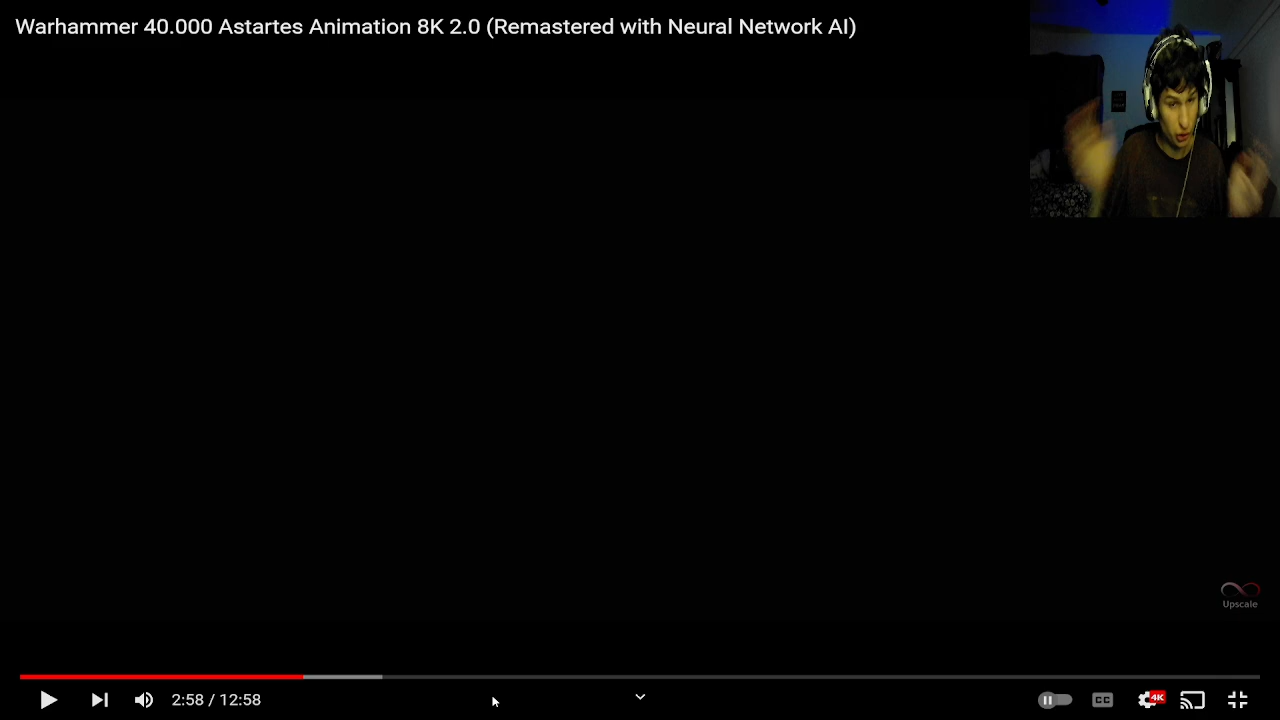 Warhammer 40.000 Astartes Animation 8K 2.0 (Remastered with Neural Network AI)
Upscale
2:58 / 12:58
CC
4K